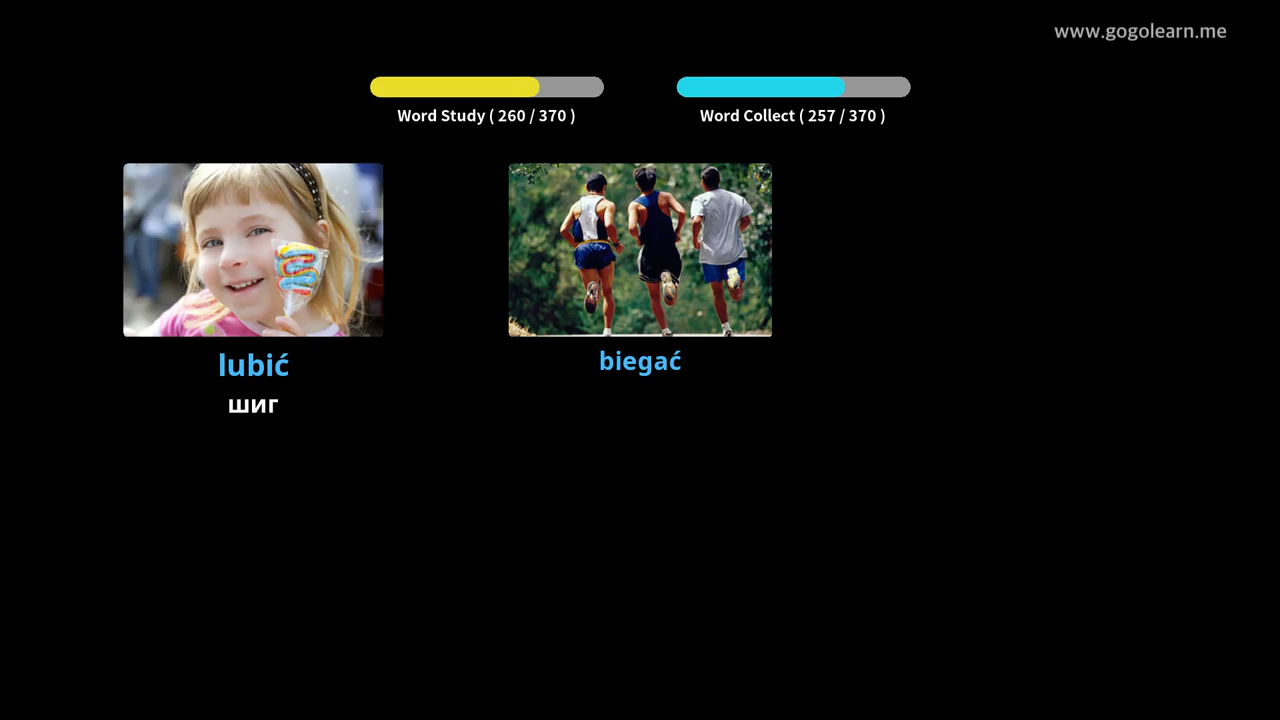 www.gogolearn.me
Word Study ( 260 / 370 )
Word Collect ( 257 / 370 )
lubić
шиг
biegać